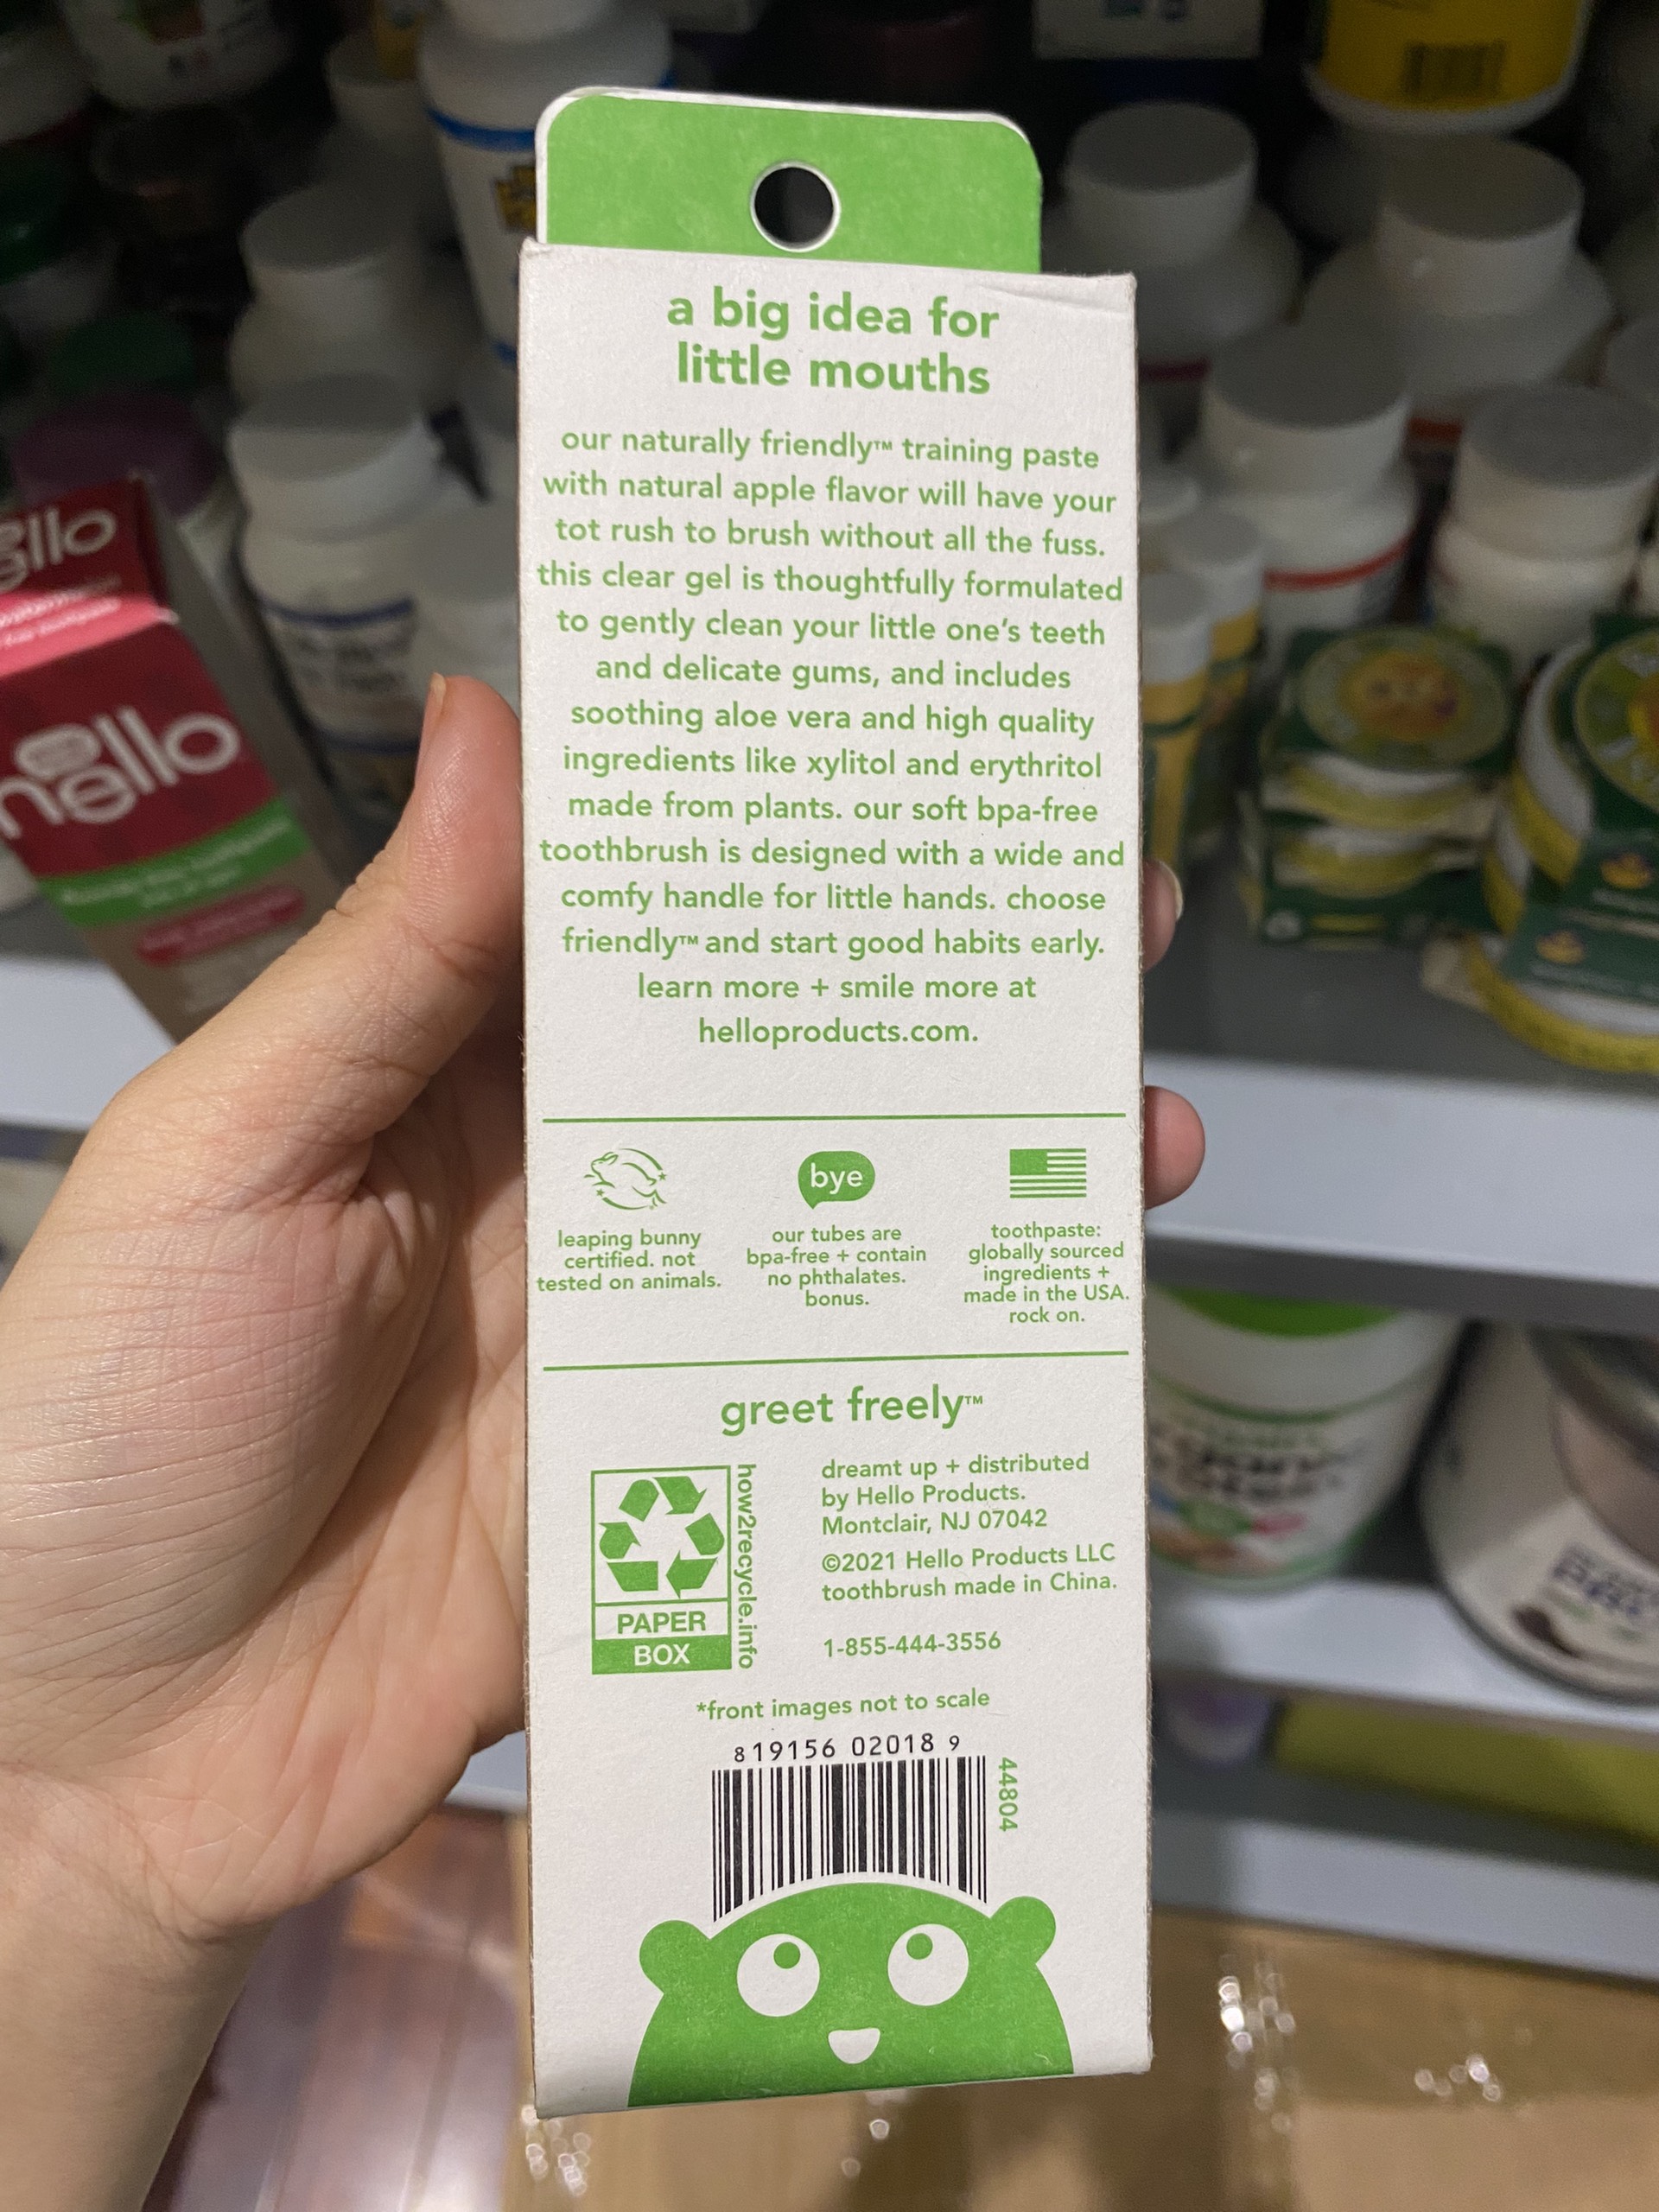 a big idea for
little mouths
our naturally friendly™ training paste
with natural apple flavor will have your
tot rush to brush without all the fuss.
this clear gel is thoughtfully formulated
to gently clean your little one's teeth
and delicate gums, and includes
soothing aloe vera and high quality
ingredients like xylitol and erythritol
made from plants. our soft bpa-free
toothbrush is designed with a wide and
comfy handle for little hands. choose
friendly™ and start good habits early.
learn more + smile more at
helloproducts.com.
leaping bunny
certified. not
tested on animals.
bye
our tubes are
bpa-free + contain
no phthalates.
bonus.
toothpaste:
globally sourced
ingredients +
made in the USA.
rock on.
greet freely™
PAPER
BOX
how2recycle.info
dreamt up + distributed
by Hello Products.
Montclair, NJ 07042
©2021 Hello Products LLC
toothbrush made in China.
1-855-444-3556
*front images not to scale
8 19156 02018 9
44804
hello